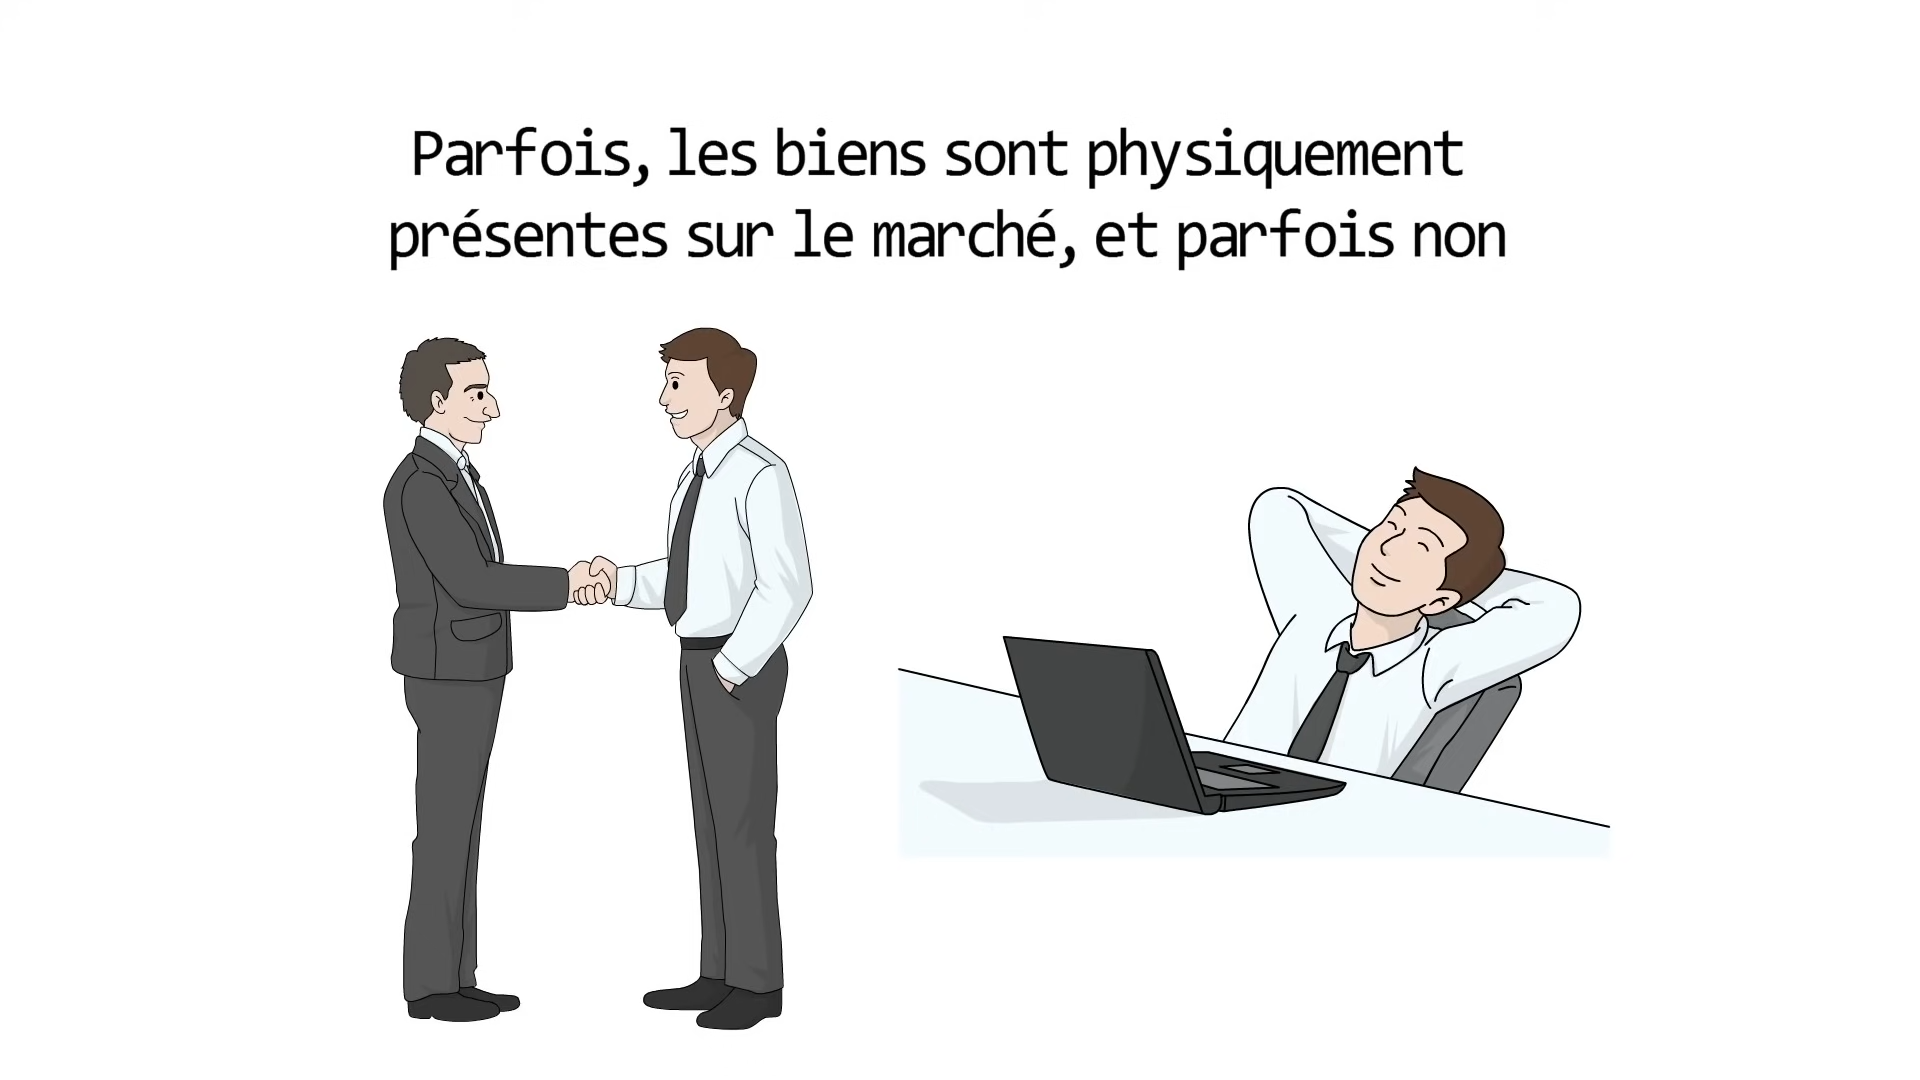 Parfois, les biens sont physiquement
présentes sur le marché, et parfois non